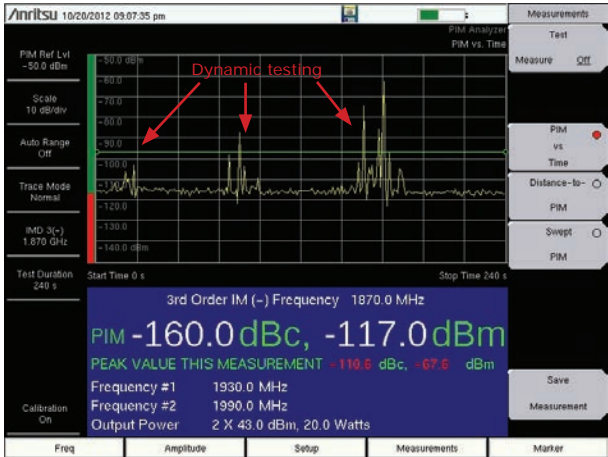 Anritsu 10/20/2012 09:07:35 pm
Measurements
PIM Analyzer
PIM vs. Time
Test
Measure Off
PIM Ref Lvl
-50.0 dBm
Scale
10 dB/div
Auto Range
Off
Trace Mode
Normal
IMD 3(-)
1.870 GHz
Test Duration
240 s
Calibration
On
-50.0 dBm
-60.0
-70.0
-80.0
-90.0
-100.0
-120.0
-130.0
-140.0 dBm
Dynamic testing
Start Time 0 s
Stop Time 240 s
PIM
vs
Time
Distance-to-
PIM
Swept
PIM
Save
Measurement
3rd Order IM (-) Frequency 1870.0 MHz
PIM -160.0 dBc, -117.0 dBm
PEAK VALUE THIS MEASUREMENT -110.6 dBc, -67.6 dBm
Frequency #1 1930.0 MHz
Frequency #2 1990.0 MHz
Output Power 2 X 43.0 dBm, 20.0 Watts
Freq
Amplitude
Setup
Measurements
Marker